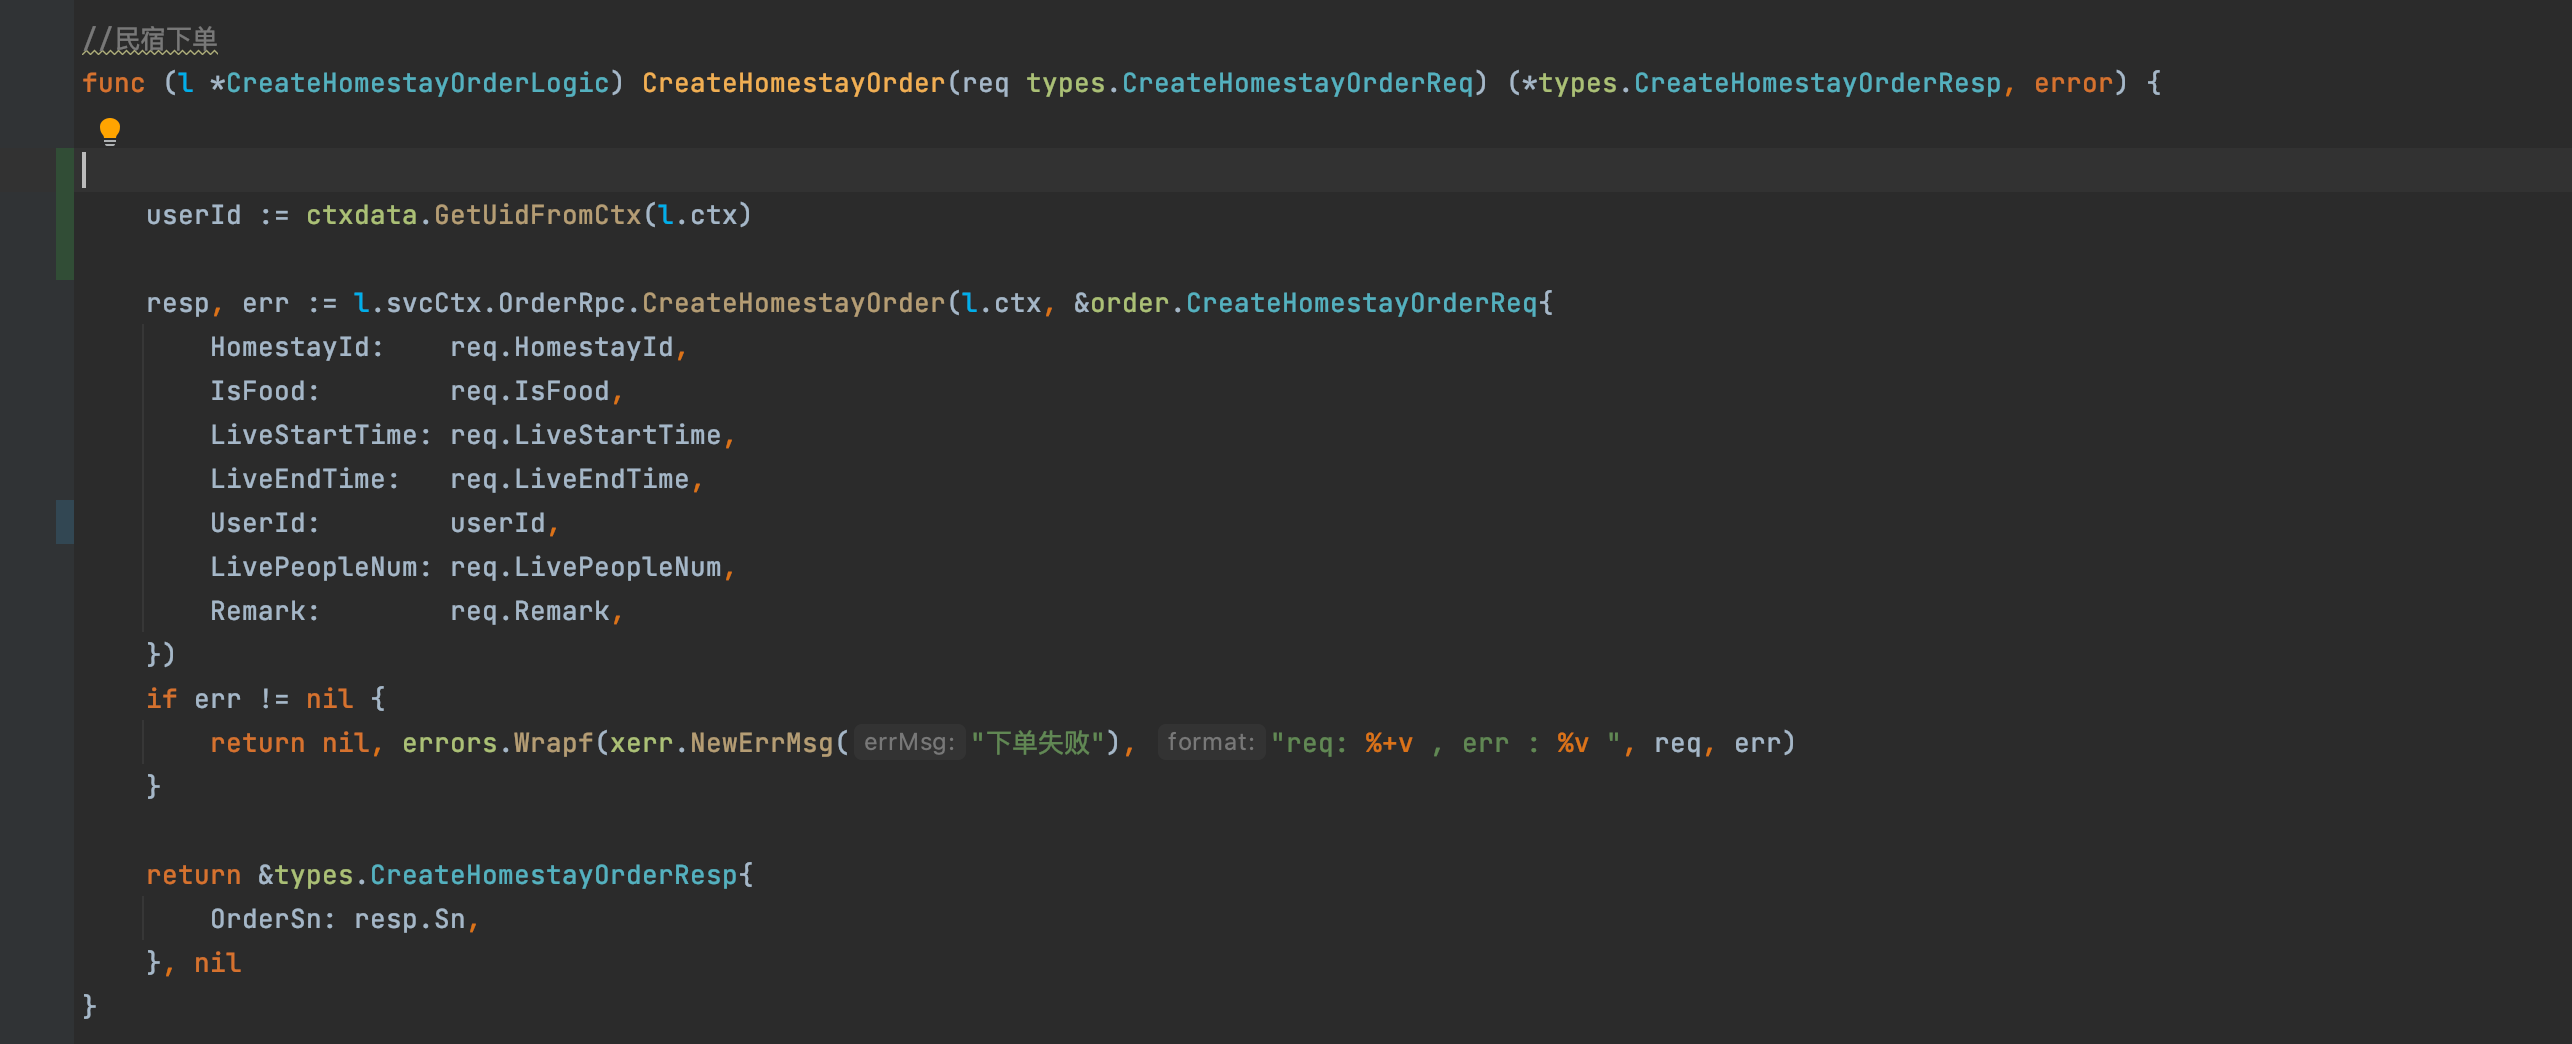 //民宿下单
func (l *CreateHomestayOrderLogic) CreateHomestayOrder(req types.CreateHomestayOrderReq) (*types.CreateHomestayOrderResp, error) {
userId := ctxdata.GetUidFromCtx(l.ctx)
resp, err := l.svcCtx.OrderRpc.CreateHomestayOrder(l.ctx, &order.CreateHomestayOrderReq{
HomestayId: req.HomestayId,
IsFood: req.IsFood,
LiveStartTime: req.LiveStartTime,
LiveEndTime: req.LiveEndTime,
UserId: userId,
LivePeopleNum: req.LivePeopleNum,
Remark: req.Remark,
})
if err != nil {
return nil, errors.Wrapf(xerr.NewErrMsg( errMsg: "下单失败"), format: "req: %+v , err : %v ", req, err)
}
return &types.CreateHomestayOrderResp{
OrderSn: resp.Sn,
}, nil
}